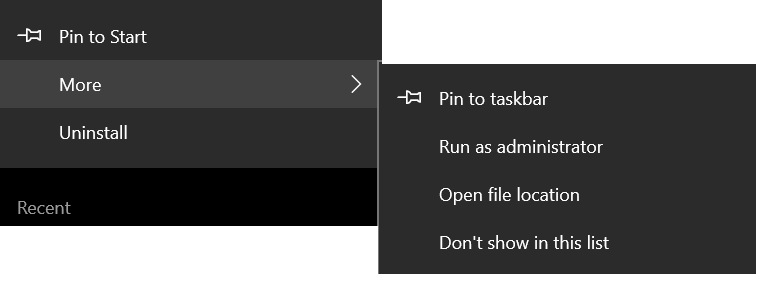 Pin to Start
More
Uninstall
Recent
Pin to taskbar
Run as administrator
Open file location
Don't show in this list